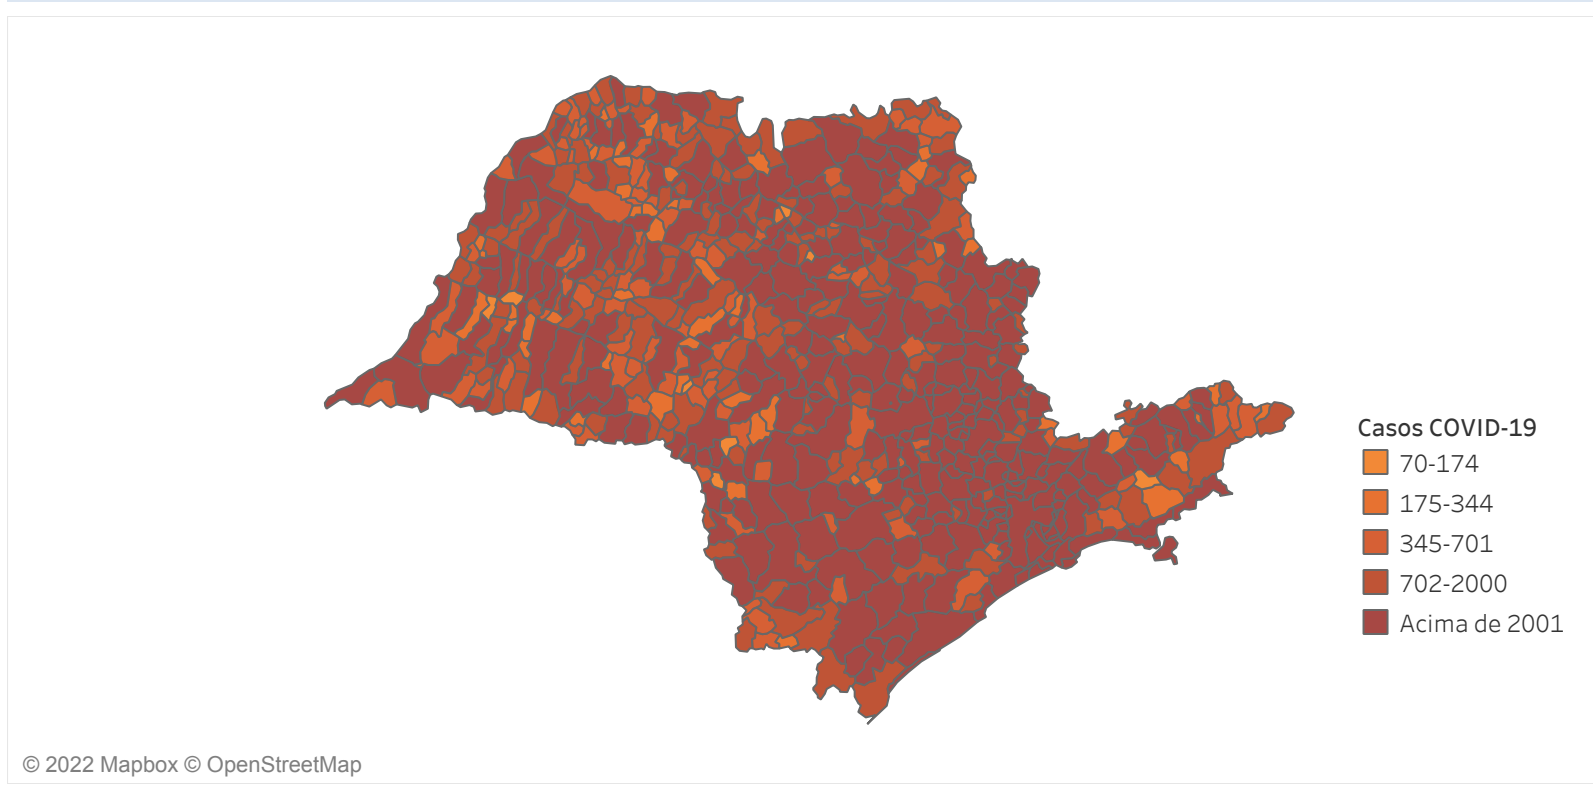 Casos COVID-19
70-174
175-344
345-701
702-2000
Acima de 2001
© 2022 Mapbox © OpenStreetMap